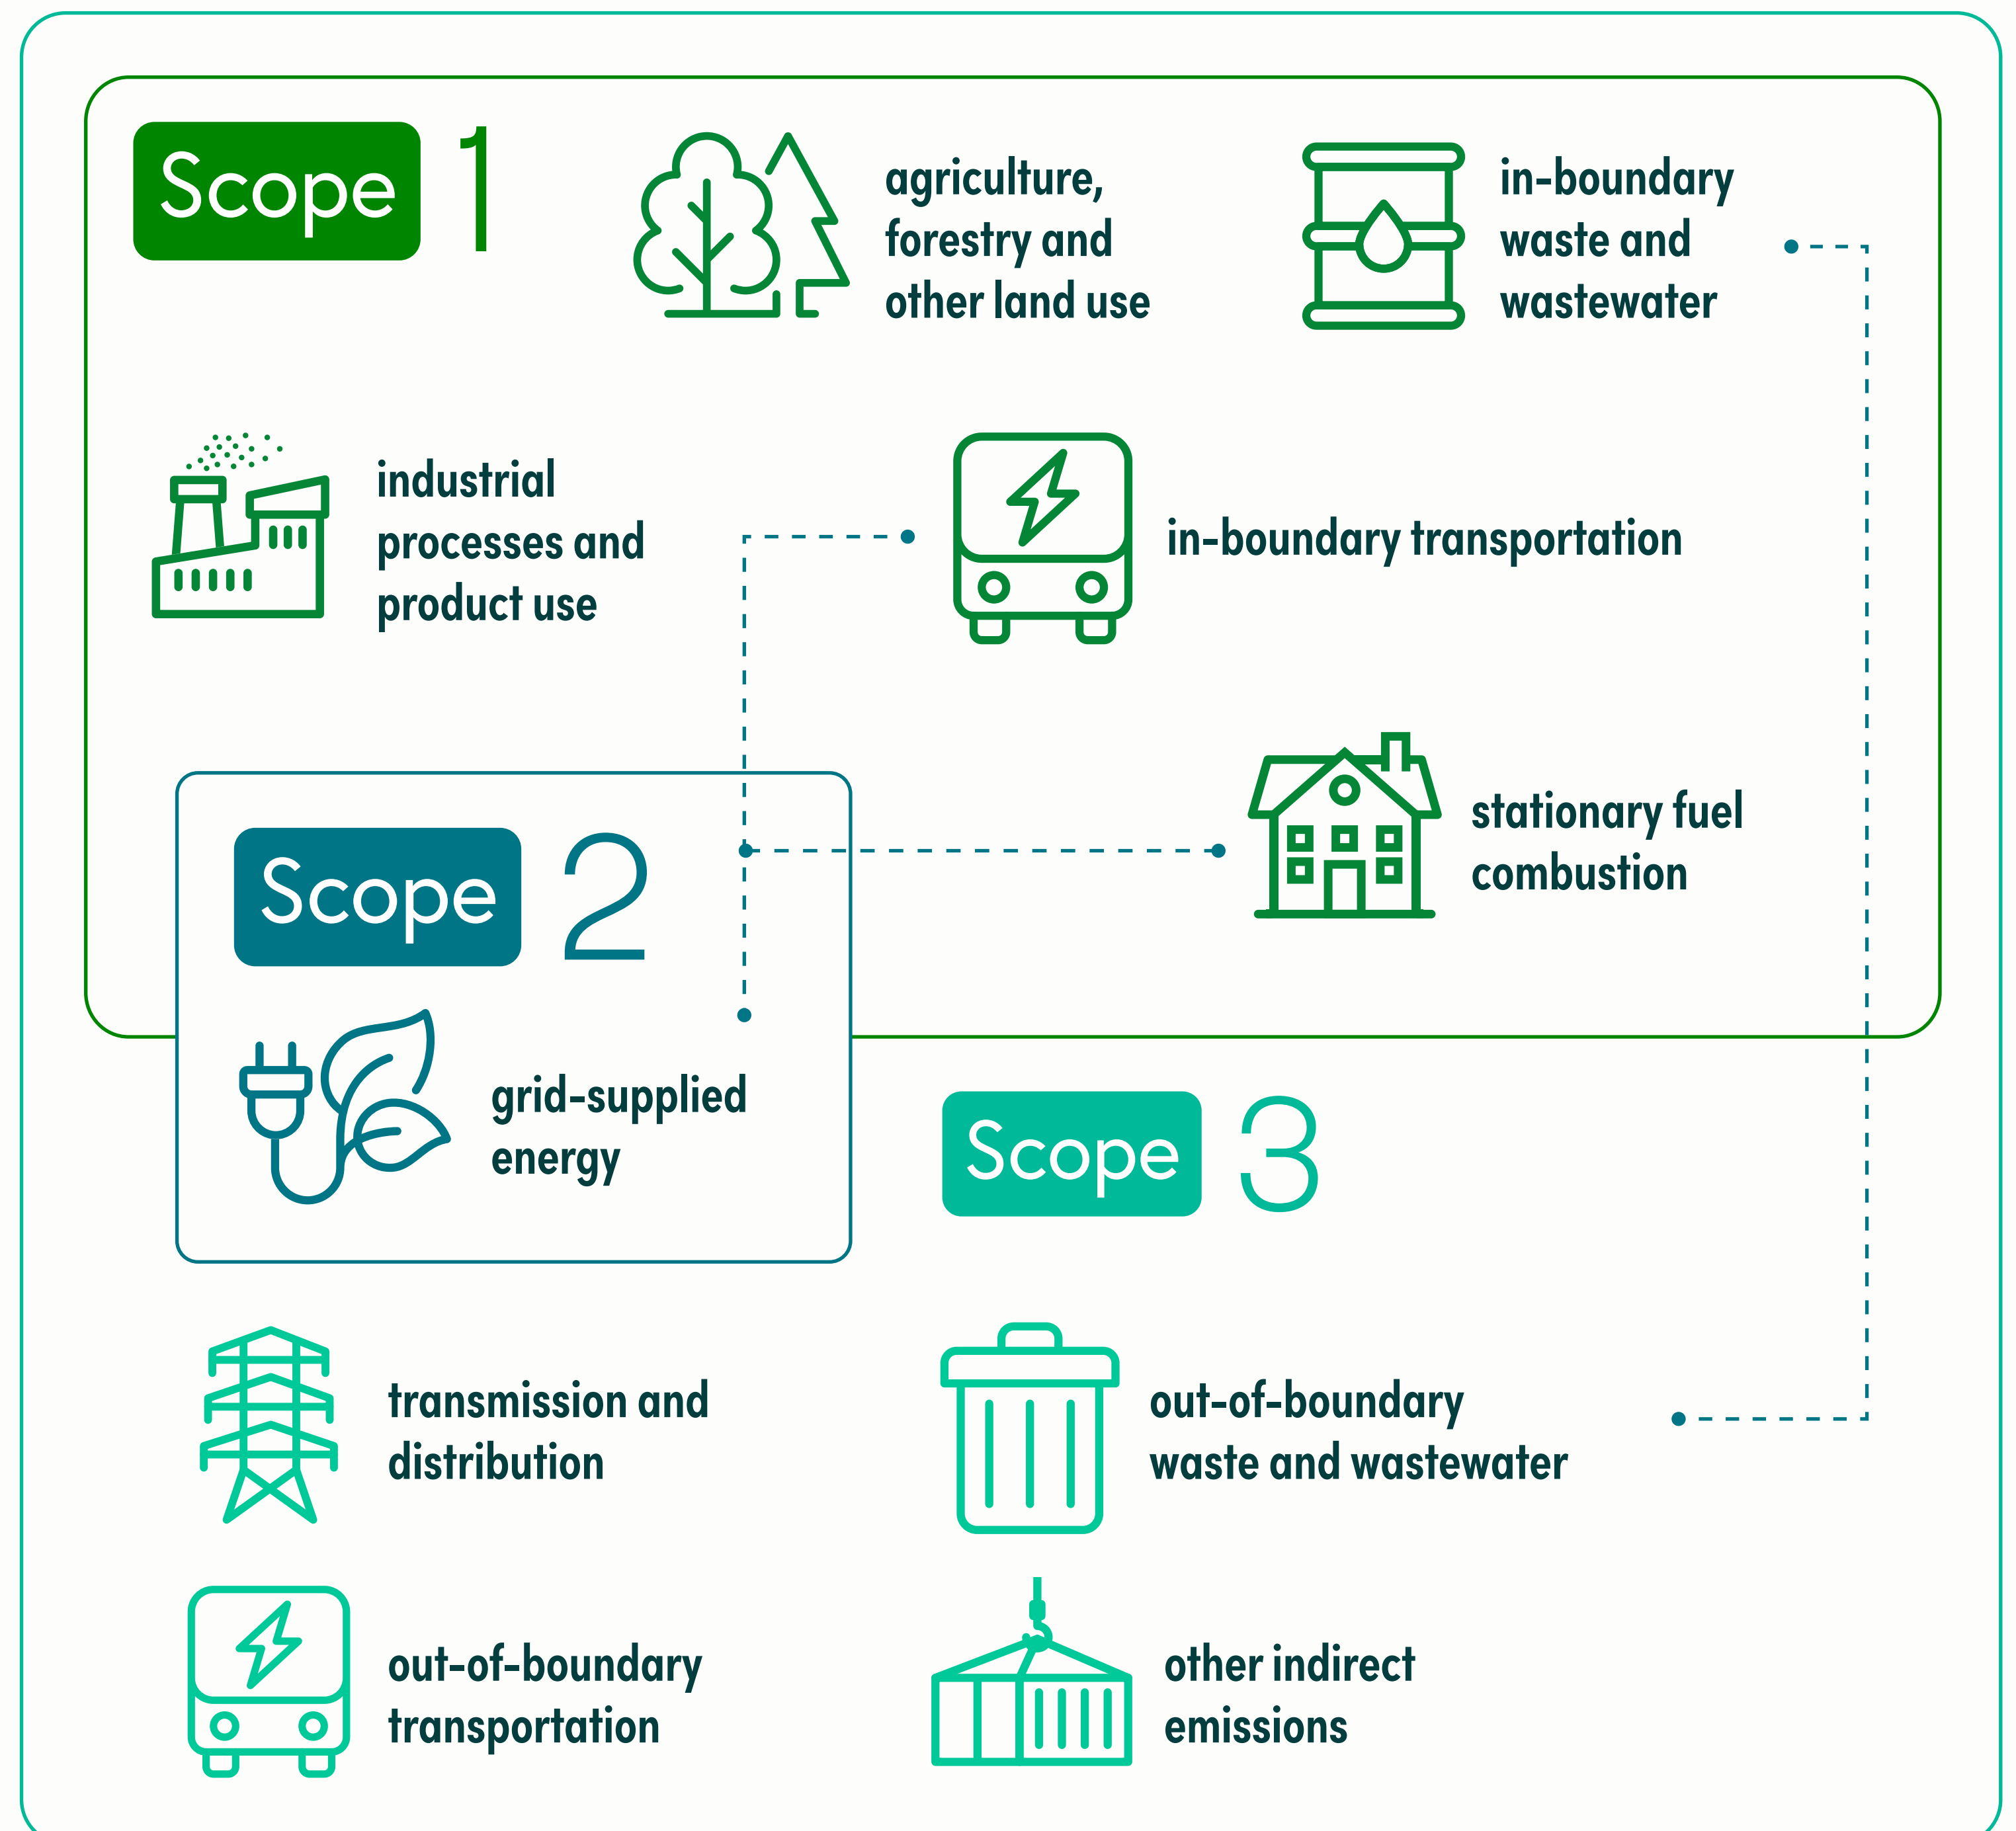 Scope 1
agriculture,
forestry and
other land use
in-boundary
waste and
wastewater
industrial
processes and
product use
in-boundary transportation
stationary fuel
combustion
Scope 2
grid-supplied
energy
Scope 3
transmission and
distribution
out-of-boundary
waste and wastewater
out-of-boundary
transportation
other indirect
emissions